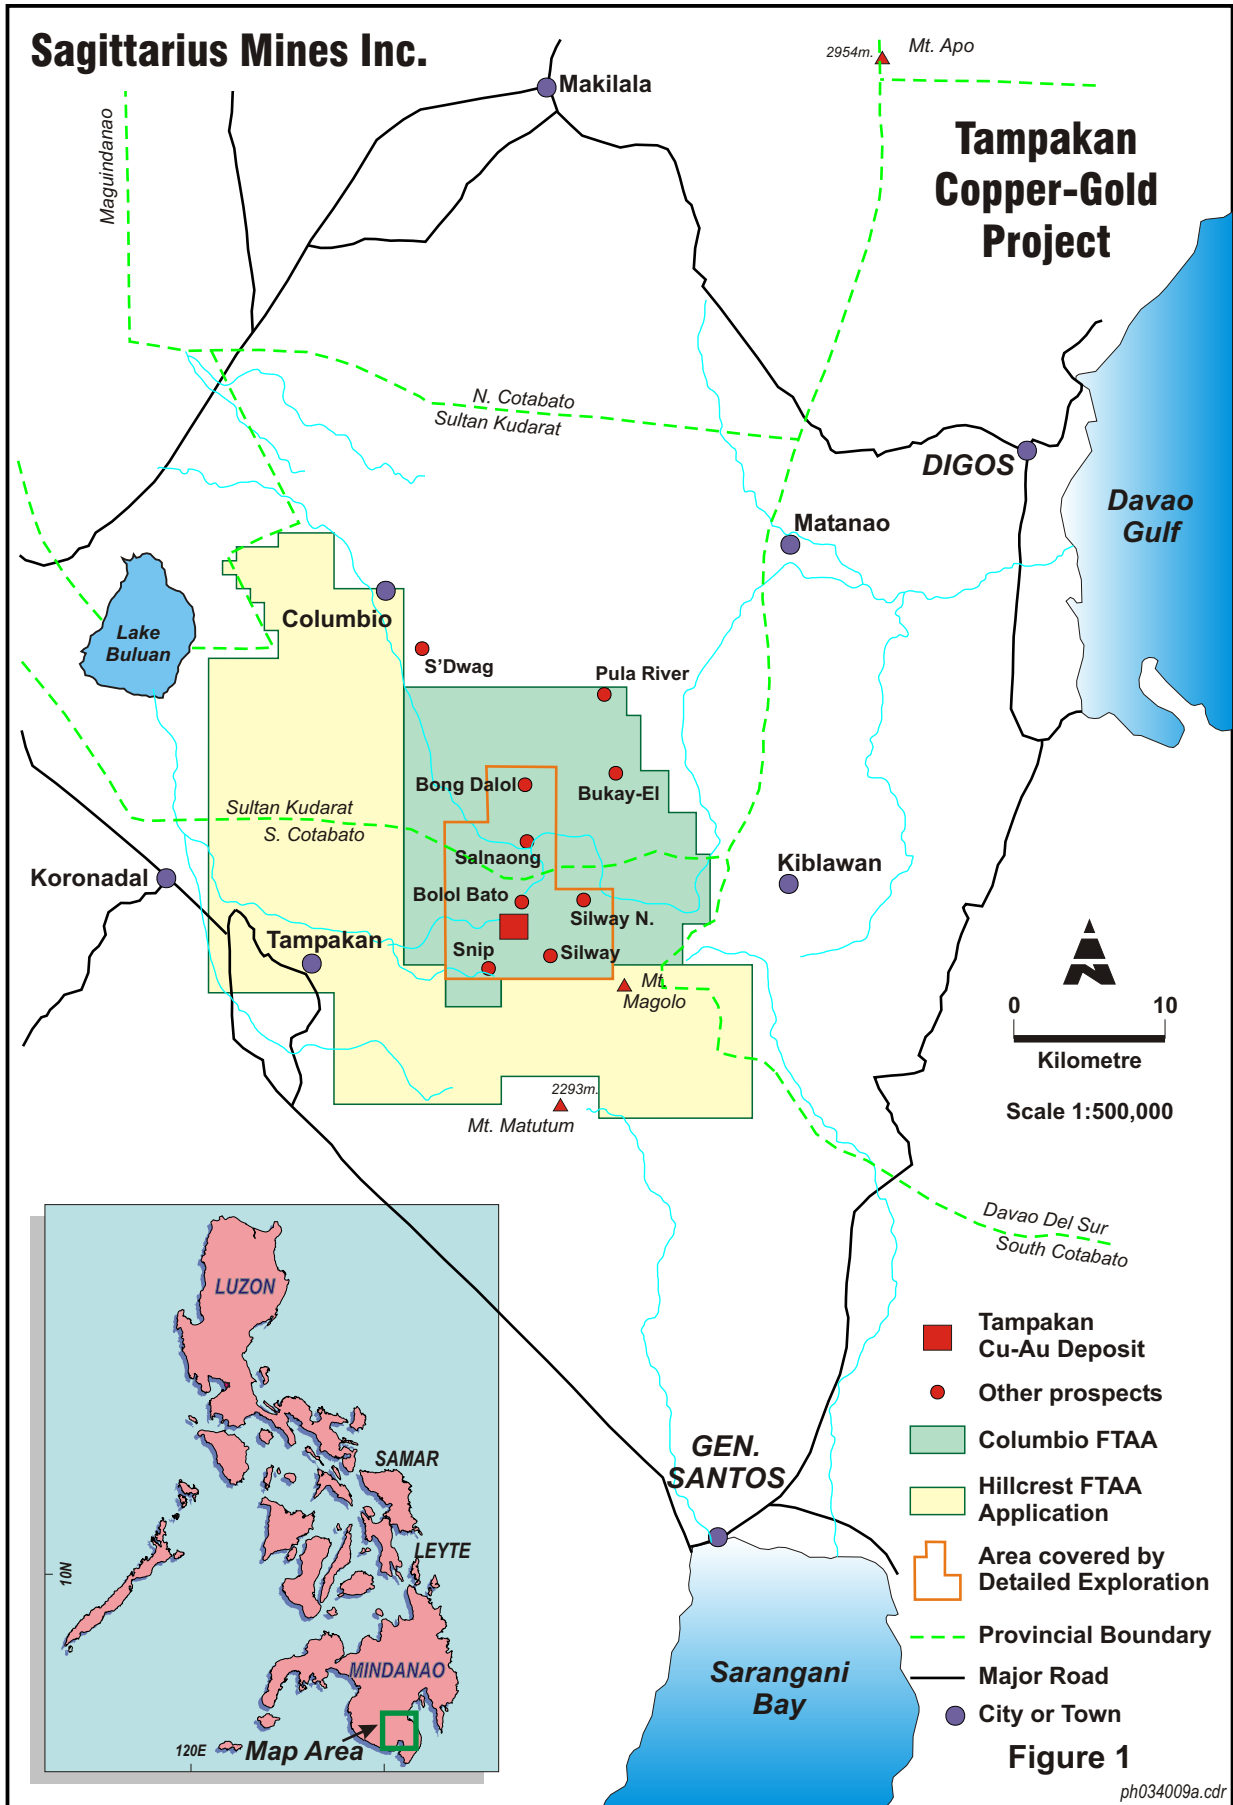 Sagittarius Mines Inc.
2954m.
Mt. Apo
Makilala
Tampakan
Copper-Gold
Project
Maguindanao
N. Cotabato
Sultan Kudarat
DIGOS
Davao
Gulf
Matanao
Columbio
Lake
Buluan
S'Dwag
Pula River
Bong Dalol
Bukay-El
Sultan Kudarat
S. Cotabato
Salnaong
Kiblawan
Koronadal
Bolol Bato
Silway N.
Tampakan
Snip
Silway
Mt.
Magolo
0 10
Kilometre
Scale 1:500,000
2293m.
Mt. Matutum
Davao Del Sur
South Cotabato
LUZON
SAMAR
LEYTE
10N
MINDANAO
120E
Map Area
GEN.
SANTOS
Sarangani
Bay
Tampakan
Cu-Au Deposit
Other prospects
Columbio FTAA
Hillcrest FTAA
Application
Area covered by
Detailed Exploration
Provincial Boundary
Major Road
City or Town
Figure 1
ph034009a.cdr